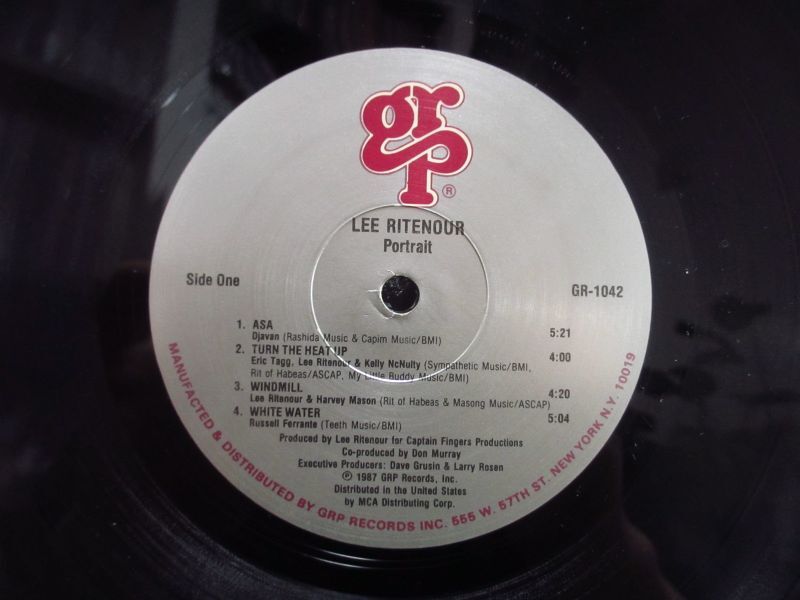 grp®
LEE RITENOUR
Portrait
Side One
GR-1042
1. ASA 5:21
Djavan (Rashida Music & Capim Music/BMI)
2. TURN THE HEAT UP 4:00
Eric Tagg, Lee Ritenour & Kelly NcNulty (Sympathetic Music/BMI,
Rit of Habeas/ASCAP, My Little Buddy Music/BMI)
3. WINDMILL 4:20
Lee Ritenour & Harvey Mason (Rit of Habeas & Masong Music/ASCAP)
4. WHITE WATER 5:04
Russell Ferrante (Teeth Music/BMI)
Produced by Lee Ritenour for Captain Fingers Productions
Co-produced by Don Murray
Executive Producers: Dave Grusin & Larry Rosen
℗ 1987 GRP Records, Inc.
Distributed in the United States
by MCA Distributing Corp.
MANUFACTED & DISTRIBUTED BY GRP RECORDS INC. 555 W. 57TH ST. NEW YORK N.Y. 10019